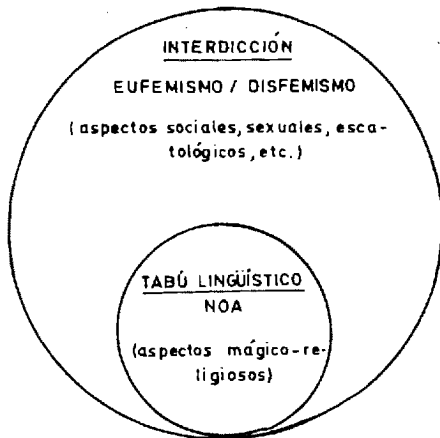 INTERDICCIÓN
EUFEMISMO / DISFEMISMO
(aspectos sociales, sexuales, esca-
tológicos, etc.)
TABÚ LINGÜÍSTICO
NOA
(aspectos mágico-re-
ligiosos)